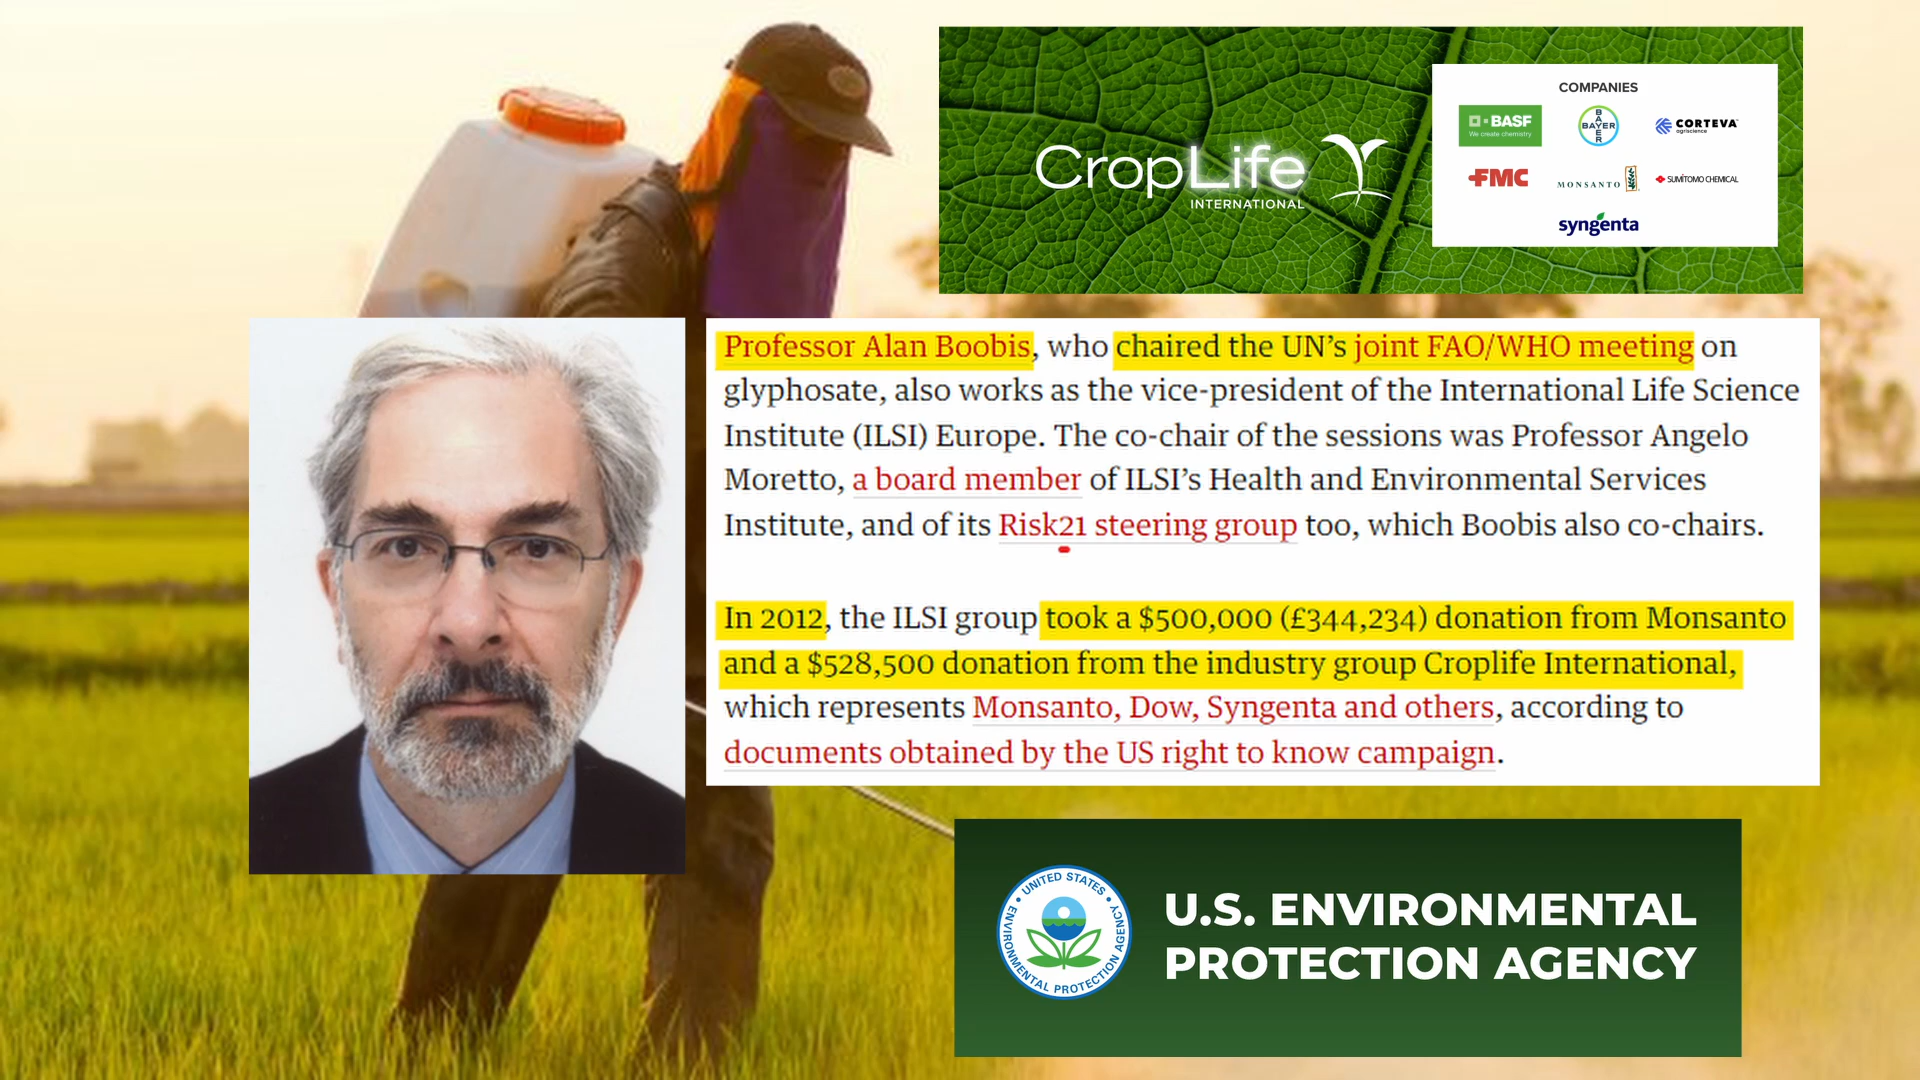 CropLife
INTERNATIONAL
COMPANIES
BASF
We create chemistry
BAYER
BAYER
CORTEVA
agriscience
FMC
MONSANTO
SUMITOMO CHEMICAL
syngenta
Professor Alan Boobis, who chaired the UN’s joint FAO/WHO meeting on
glyphosate, also works as the vice-president of the International Life Science
Institute (ILSI) Europe. The co-chair of the sessions was Professor Angelo
Moretto, a board member of ILSI’s Health and Environmental Services
Institute, and of its Risk21 steering group too, which Boobis also co-chairs.
In 2012, the ILSI group took a $500,000 (£344,234) donation from Monsanto
and a $528,500 donation from the industry group Croplife International,
which represents Monsanto, Dow, Syngenta and others, according to
documents obtained by the US right to know campaign.
UNITED STATES
ENVIRONMENTAL PROTECTION AGENCY
U.S. ENVIRONMENTAL
PROTECTION AGENCY